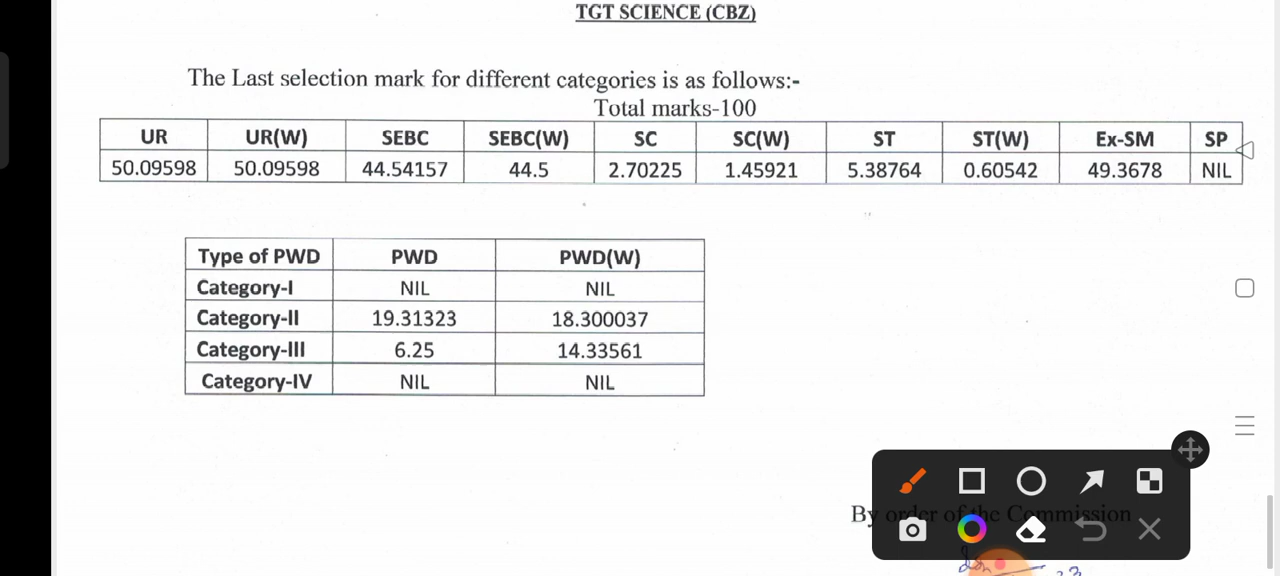 TGT SCIENCE (CBZ)
The Last selection mark for different categories is as follows:-
Total marks-100
UR UR(W) SEBC SEBC(W) SC SC(W) ST ST(W) Ex-SM SP
50.09598 50.09598 44.54157 44.5 2.70225 1.45921 5.38764 0.60542 49.3678 NIL
Type of PWD PWD PWD(W)
Category-I NIL NIL
Category-II 19.31323 18.300037
Category-III 6.25 14.33561
Category-IV NIL NIL
By order of the Commission